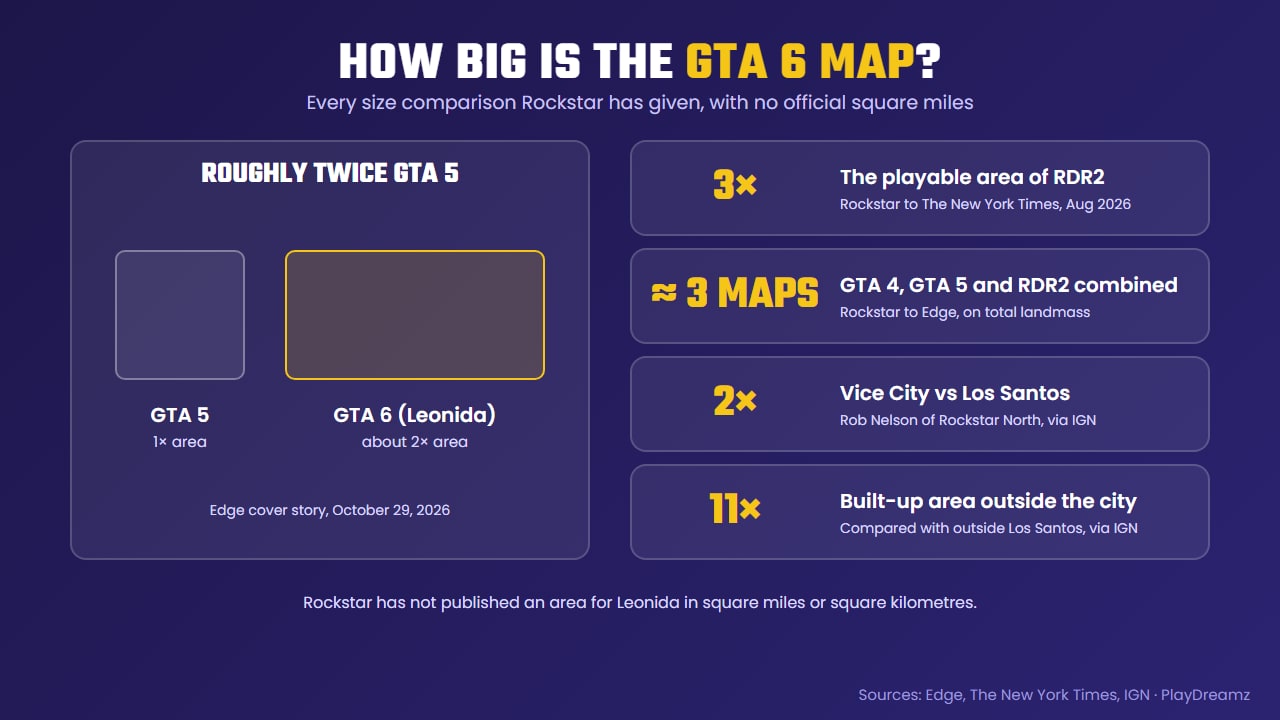 HOW BIG IS THE GTA 6 MAP?
Every size comparison Rockstar has given, with no official square miles
ROUGHLY TWICE GTA 5
GTA 5
1× area
GTA 6 (Leonida)
about 2× area
Edge cover story, October 29, 2026
3×
The playable area of RDR2
Rockstar to The New York Times, Aug 2026
≈ 3 MAPS
GTA 4, GTA 5 and RDR2 combined
Rockstar to Edge, on total landmass
2×
Vice City vs Los Santos
Rob Nelson of Rockstar North, via IGN
11×
Built-up area outside the city
Compared with outside Los Santos, via IGN
Rockstar has not published an area for Leonida in square miles or square kilometres.
Sources: Edge, The New York Times, IGN · PlayDreamz